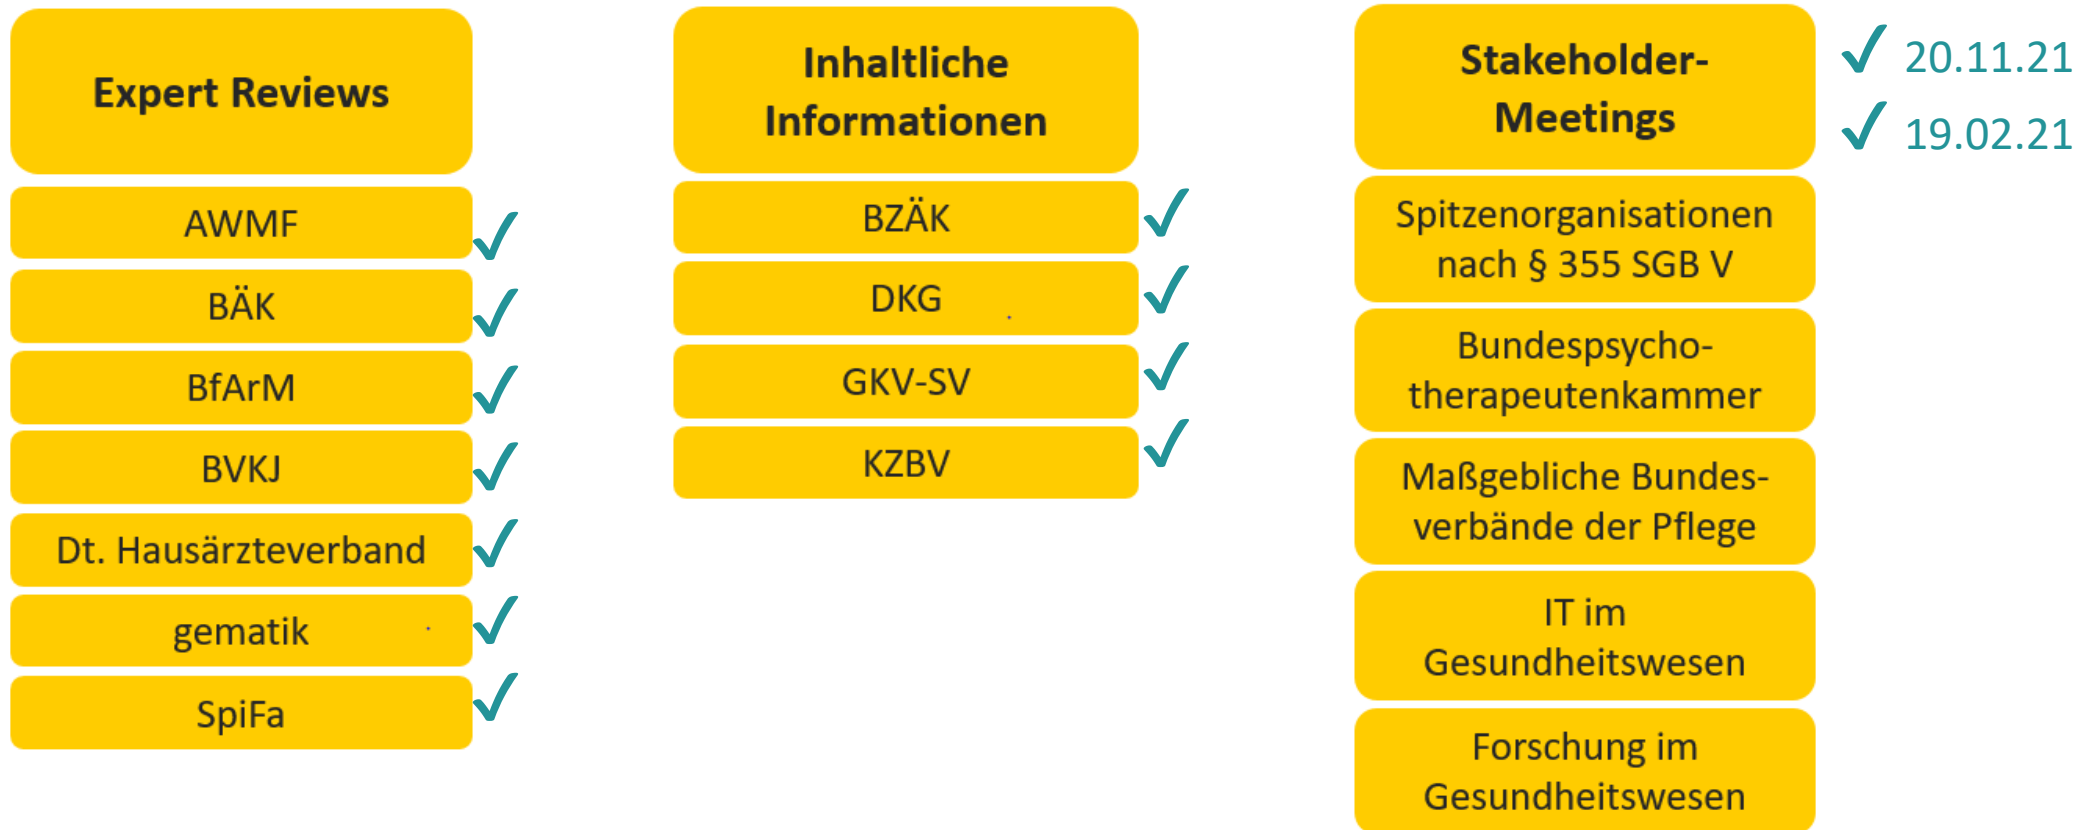 Expert Reviews
AWMF
BÄK
BfArM
BVKJ
Dt. Hausärzteverband
gematik
SpiFa
Inhaltliche
Informationen
BZÄK
DKG
GKV-SV
KZBV
Stakeholder-
Meetings
✓ 20.11.21
✓ 19.02.21
Spitzenorganisationen
nach § 355 SGB V
Bundespsycho-
therapeutenkammer
Maßgebliche Bundes-
verbände der Pflege
IT im
Gesundheitswesen
Forschung im
Gesundheitswesen